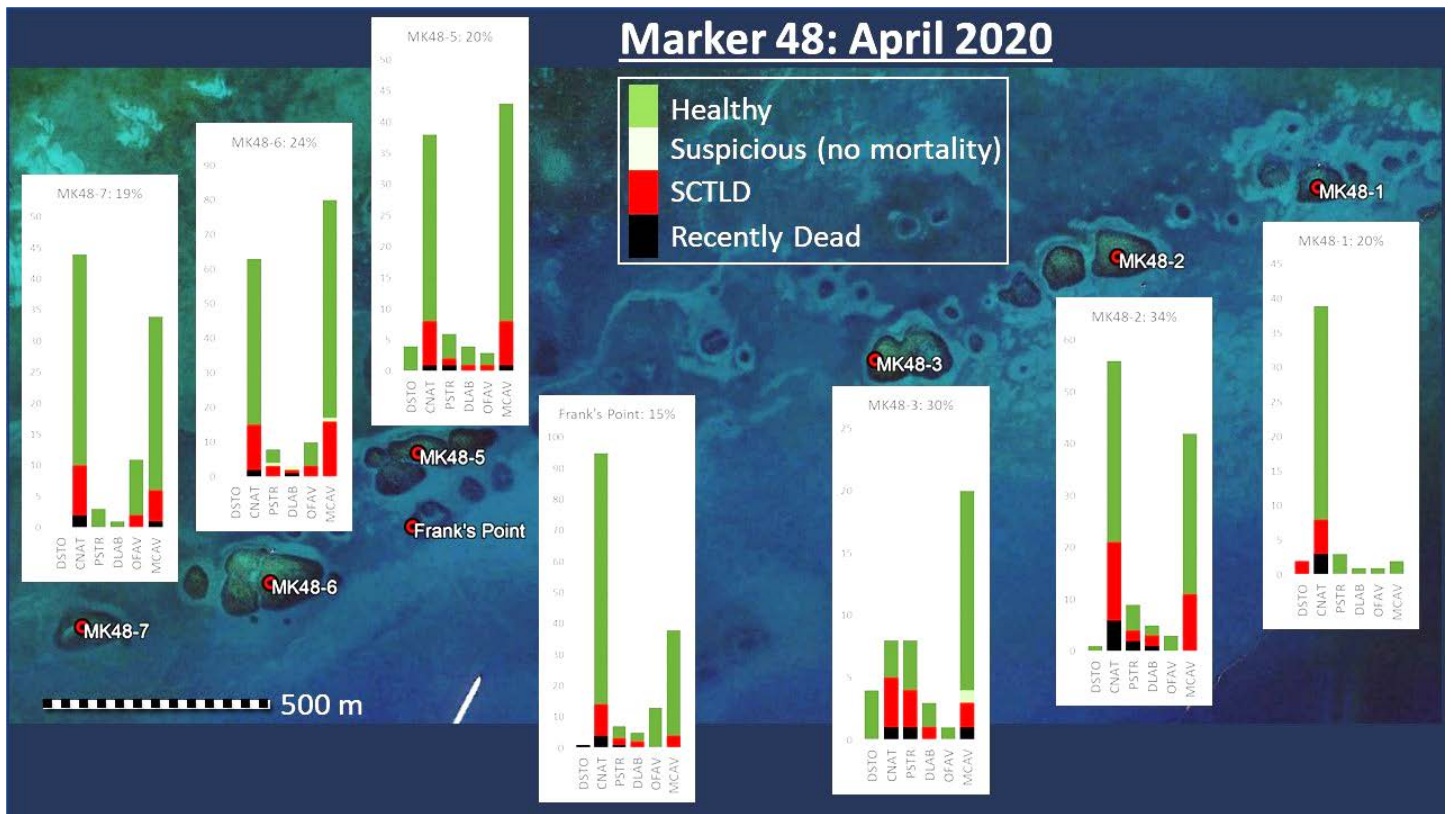 Marker 48: April 2020
Healthy
Suspicious (no mortality)
SCTLD
Recently Dead
MK48-7: 19%
50
45
40
35
30
25
20
15
10
5
0
DSTO
CNAT
PSTR
DLAB
OFAV
MCAV
MK48-6: 24%
90
80
70
60
50
40
30
20
10
0
DSTO
CNAT
PSTR
DLAB
OFAV
MCAV
MK48-5: 20%
50
45
40
35
30
25
20
15
10
5
0
DSTO
CNAT
PSTR
DLAB
OFAV
MCAV
Frank's Point: 15%
100
90
80
70
60
50
40
30
20
10
0
DSTO
CNAT
PSTR
DLAB
OFAV
MCAV
MK48-3: 30%
25
20
15
10
5
0
DSTO
CNAT
PSTR
DLAB
OFAV
MCAV
MK48-2: 34%
60
50
40
30
20
10
0
DSTO
CNAT
PSTR
DLAB
OFAV
MCAV
MK48-1: 20%
45
40
35
30
25
20
15
10
5
0
DSTO
CNAT
PSTR
DLAB
OFAV
MCAV
MK48-1
MK48-2
MK48-3
MK48-5
Frank's Point
MK48-6
MK48-7
500 m